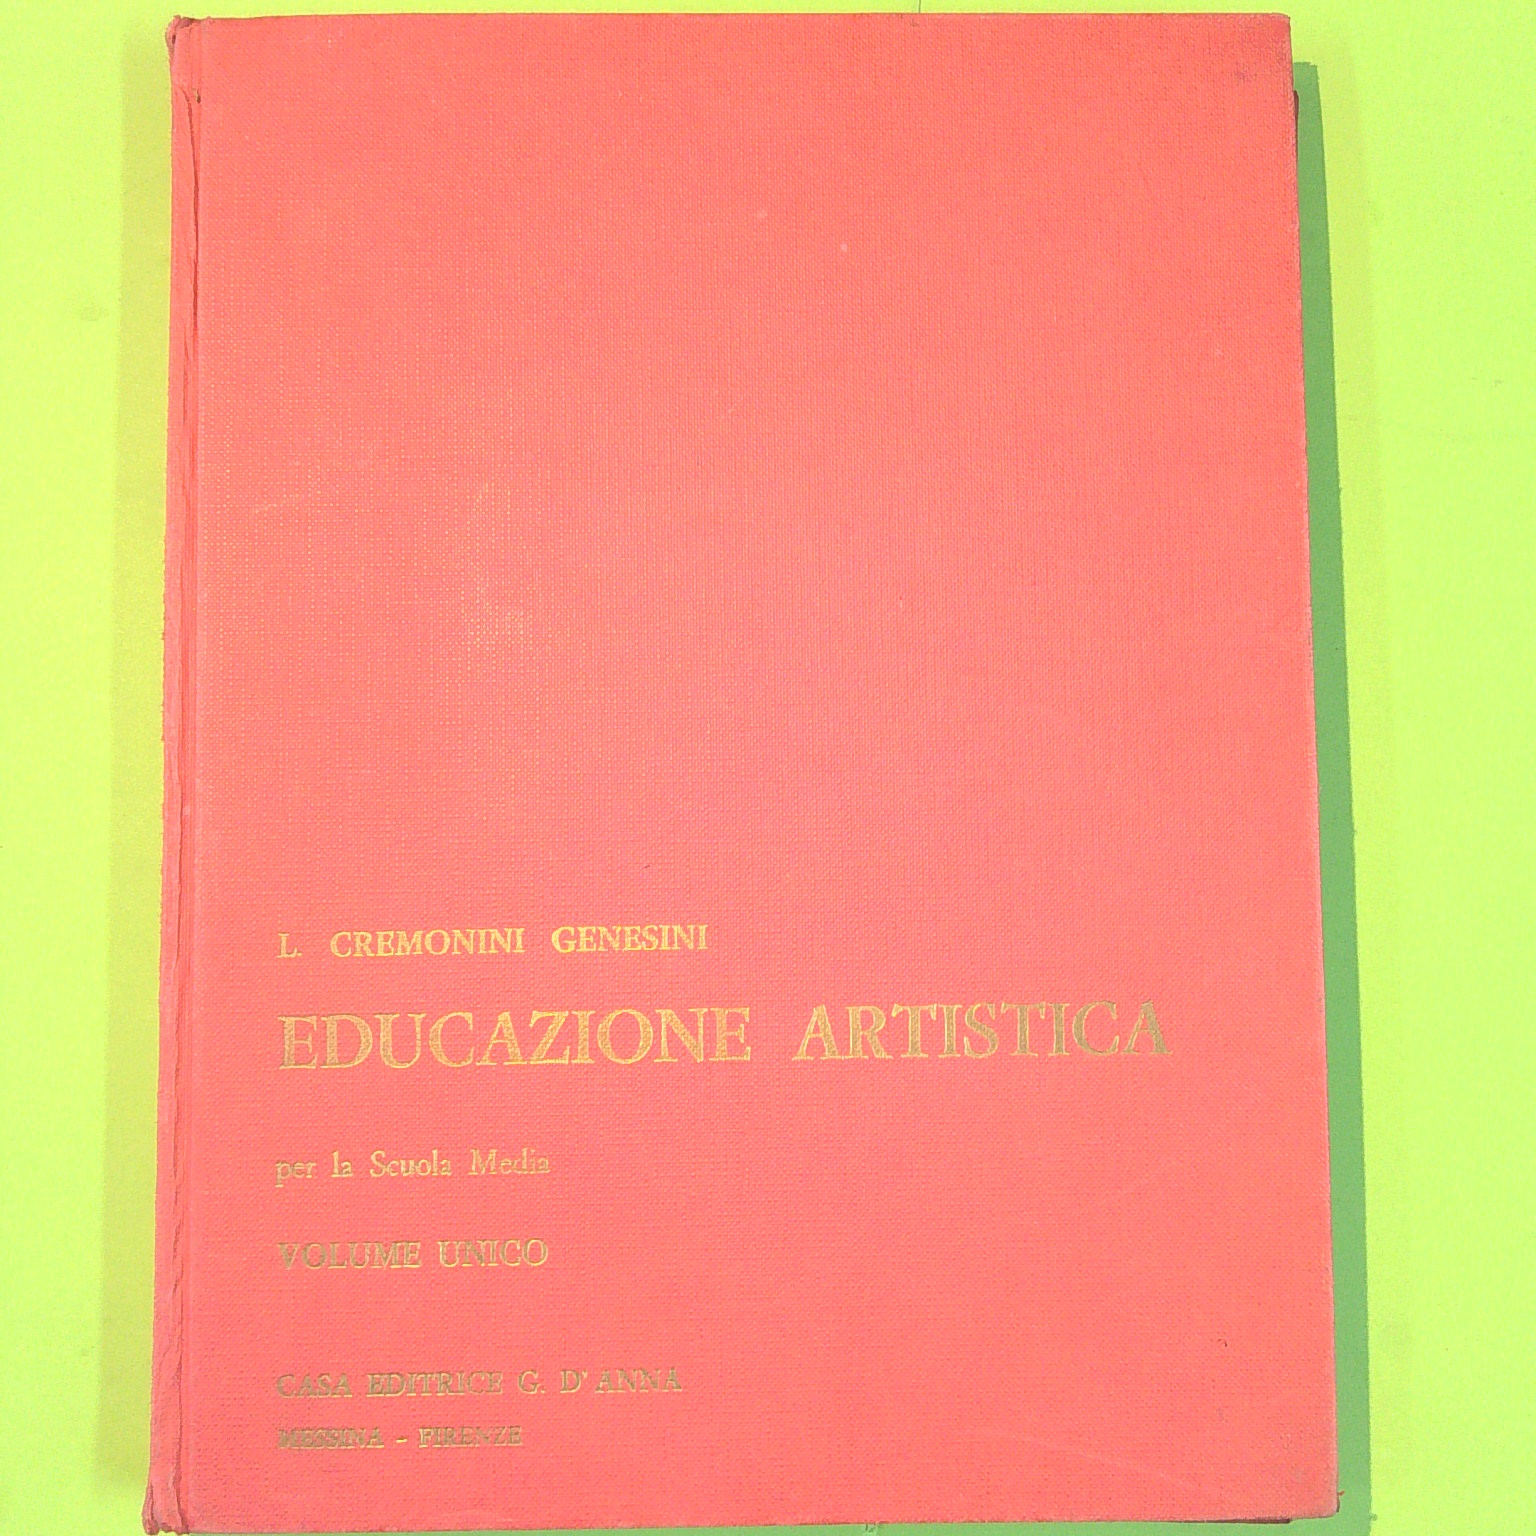 L. CREMONINI GENESINI
EDUCAZIONE ARTISTICA
per la Scuola Media
VOLUME UNICO
CASA EDITRICE G. D'ANNA
MESSINA - FIRENZE